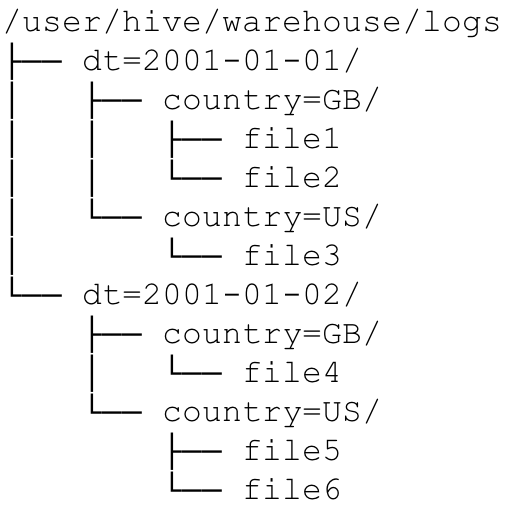 /user/hive/warehouse/logs
├── dt=2001-01-01/
│   ├── country=GB/
│   │   ├── file1
│   │   └── file2
│   └── country=US/
│       └── file3
└── dt=2001-01-02/
    ├── country=GB/
    │   └── file4
    └── country=US/
        ├── file5
        └── file6